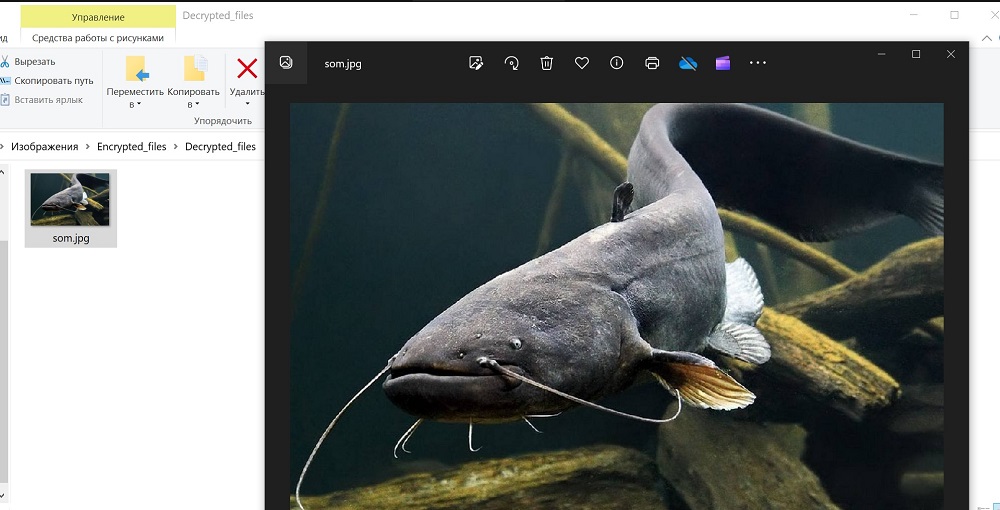 Управление
Decrypted_files
Средства работы с рисунками
Вырезать
Скопировать путь
Вставить ярлык
Переместить в
Копировать в
Удалить
Упорядочить
Изображения
Encrypted_files
Decrypted_files
som.jpg
som.jpg